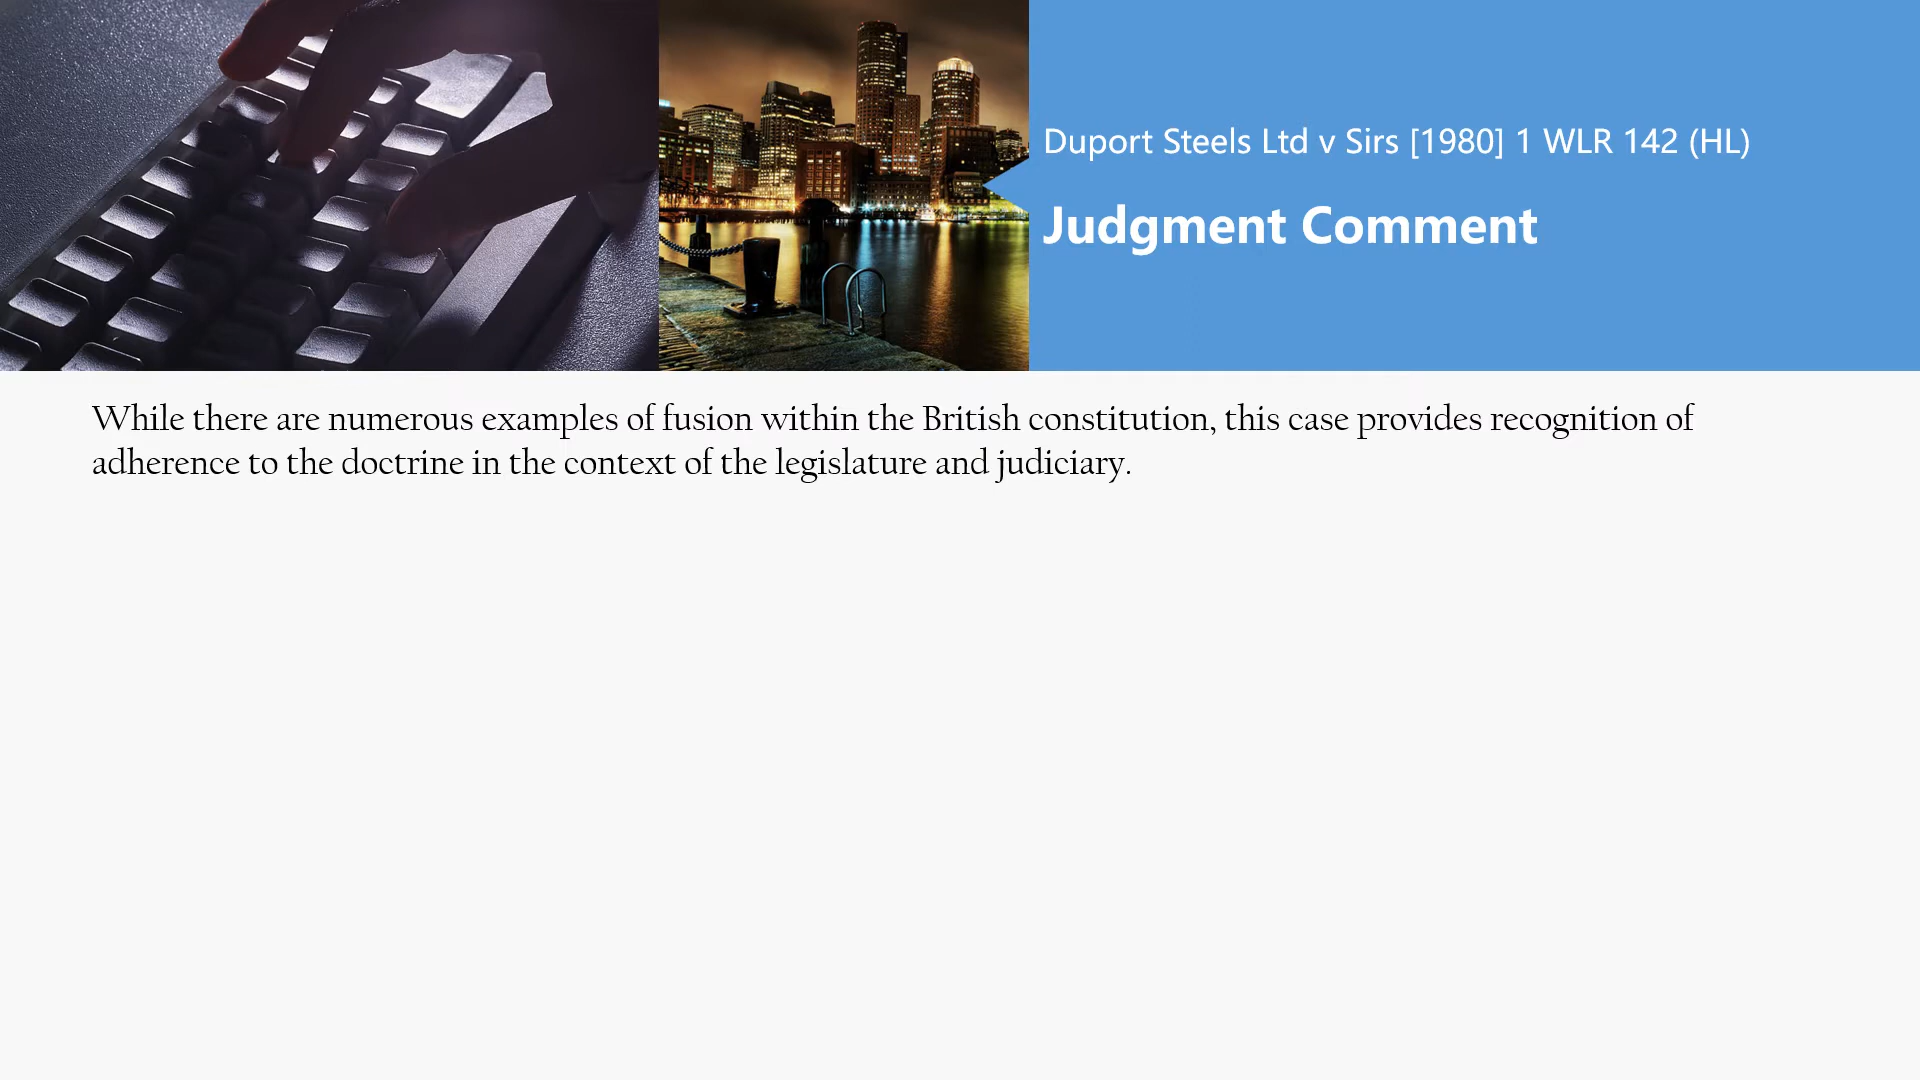 Duport Steels Ltd v Sirs [1980] 1 WLR 142 (HL)
Judgment Comment
While there are numerous examples of fusion within the British constitution, this case provides recognition of
adherence to the doctrine in the context of the legislature and judiciary.